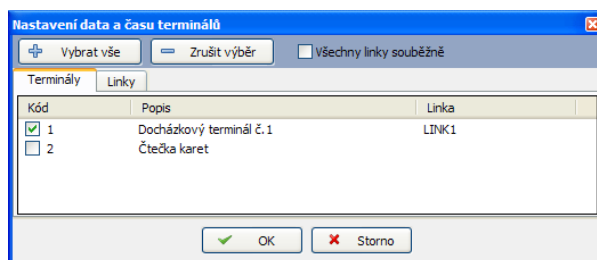 Nastavení data a času terminálů
Vybrat vše Zrušit výběr Všechny linky souběžně
Terminály Linky
Kód Popis Linka
1 Docházkový terminál č.1 LINK1
2 Čtečka karet
OK Storno